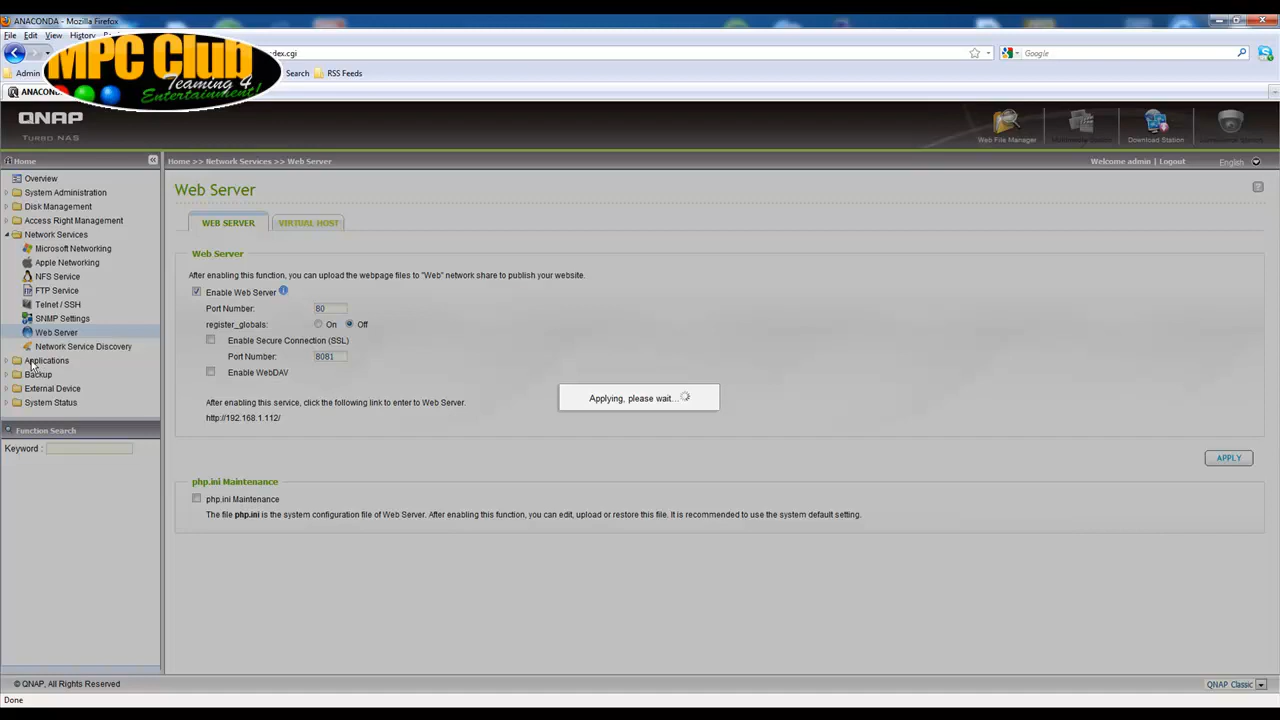 ANACONDA - Mozilla Firefox
File Edit View History
dex.cgi
Google
Admin
Search RSS Feeds
MPC Club
Teaming 4
Entertainment!
ANACONDA
QNAP
TURBO NAS
Web File Manager
Download Station
Home
Home >> Network Services >> Web Server
Welcome admin | Logout
English
Overview
System Administration
Disk Management
Access Right Management
Network Services
Microsoft Networking
Apple Networking
NFS Service
FTP Service
Telnet / SSH
SNMP Settings
Web Server
Network Service Discovery
Applications
Backup
External Device
System Status
Function Search
Keyword :
Web Server
WEB SERVER
VIRTUAL HOST
Web Server
After enabling this function, you can upload the webpage files to "Web" network share to publish your website.
Enable Web Server
Port Number: 80
register_globals: On Off
Enable Secure Connection (SSL)
Port Number: 8081
Enable WebDAV
Applying, please wait...
After enabling this service, click the following link to enter to Web Server.
http://192.168.1.112/
APPLY
php.ini Maintenance
php.ini Maintenance
The file php.ini is the system configuration file of Web Server. After enabling this function, you can edit, upload or restore this file. It is recommended to use the system default setting.
© QNAP, All Rights Reserved
QNAP Classic
Done